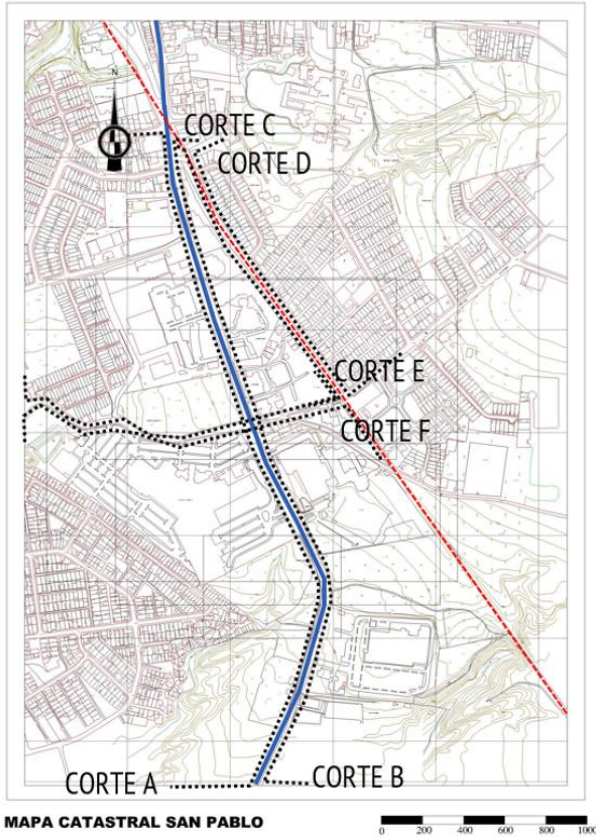 N
CORTE C
CORTE D
CORTE E
CORTE F
CORTE A
CORTE B
MAPA CATASTRAL SAN PABLO
0 200 400 600 800 1000